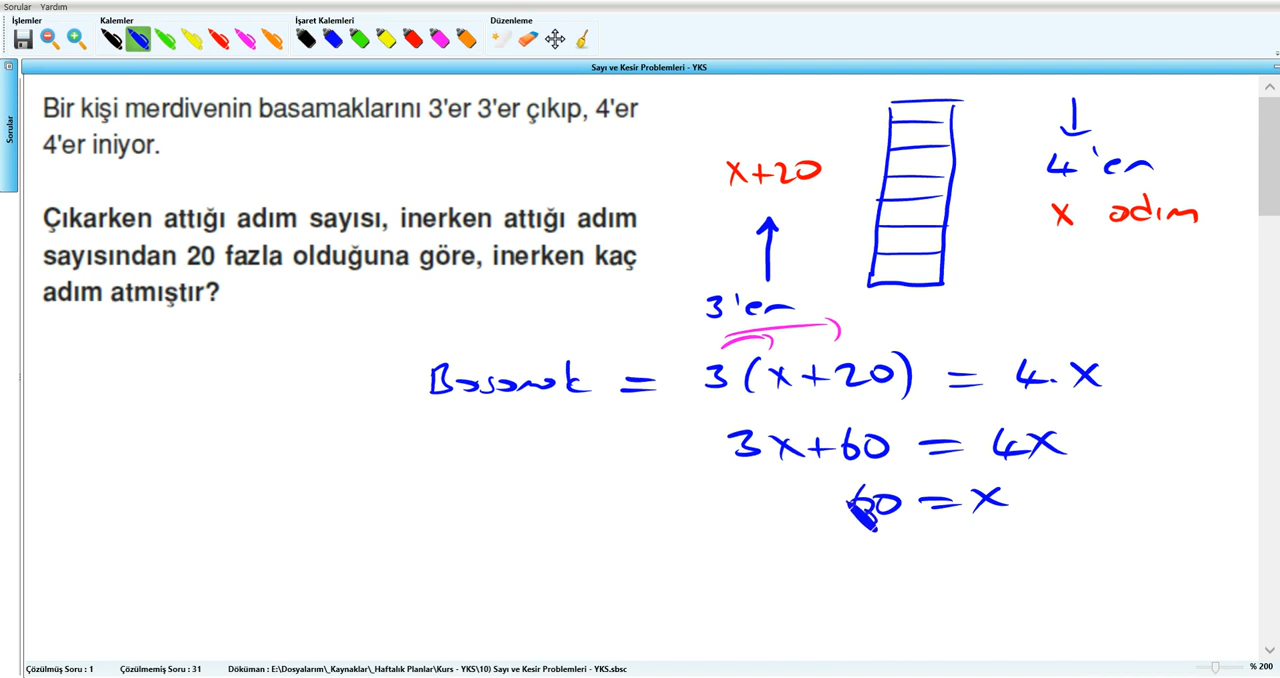 Sorular Yardım
İşlemler Kalemler İşaret Kalemleri Düzenleme
Sayı ve Kesir Problemleri - YKS
Sorular
Bir kişi merdivenin basamaklarını 3'er 3'er çıkıp, 4'er
4'er iniyor.
Çıkarken attığı adım sayısı, inerken attığı adım
sayısından 20 fazla olduğuna göre, inerken kaç
adım atmıştır?
x+20
4'er
x adım
3'er
Basamak = 3(x+20) = 4.x
3x+60 = 4x
60 = x
Çözülmüş Soru : 1 Çözülmemiş Soru : 31 Döküman : E:\Dosyalarım\_Kaynaklar\_Haftalık Planlar\Kurs - YKS\10) Sayı ve Kesir Problemleri - YKS.sbsc % 200